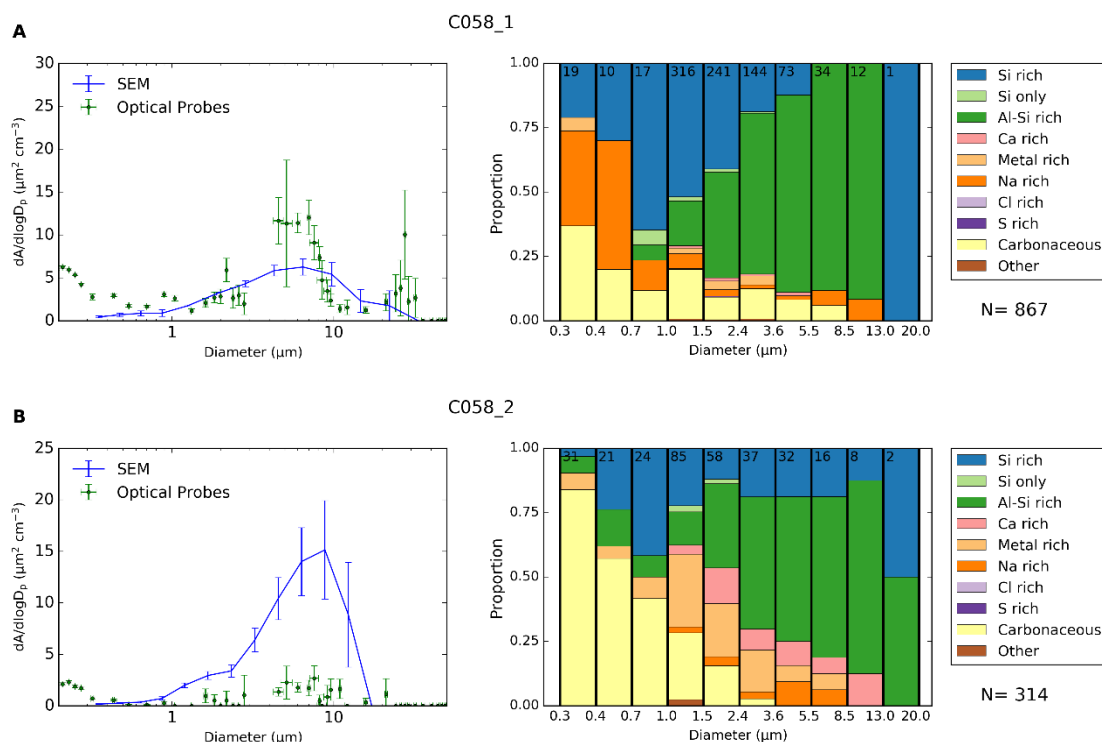 C058_1
A
30
25
20
15
10
5
0
dA/dlogDp (µm² cm⁻³)
SEM
Optical Probes
1
10
Diameter (µm)
1.00
0.75
0.50
0.25
0.00
Proportion
19 10 17 316 241 144 73 34 12 1
0.3 0.4 0.7 1.0 1.5 2.4 3.6 5.5 8.5 13.0 20.0
Diameter (µm)
Si rich
Si only
Al-Si rich
Ca rich
Metal rich
Na rich
Cl rich
S rich
Carbonaceous
Other
N= 867
C058_2
B
25
20
15
10
5
0
dA/dlogDp (µm² cm⁻³)
SEM
Optical Probes
1
10
Diameter (µm)
1.00
0.75
0.50
0.25
0.00
Proportion
31 21 24 85 58 37 32 16 8 2
0.3 0.4 0.7 1.0 1.5 2.4 3.6 5.5 8.5 13.0 20.0
Diameter (µm)
Si rich
Si only
Al-Si rich
Ca rich
Metal rich
Na rich
Cl rich
S rich
Carbonaceous
Other
N= 314